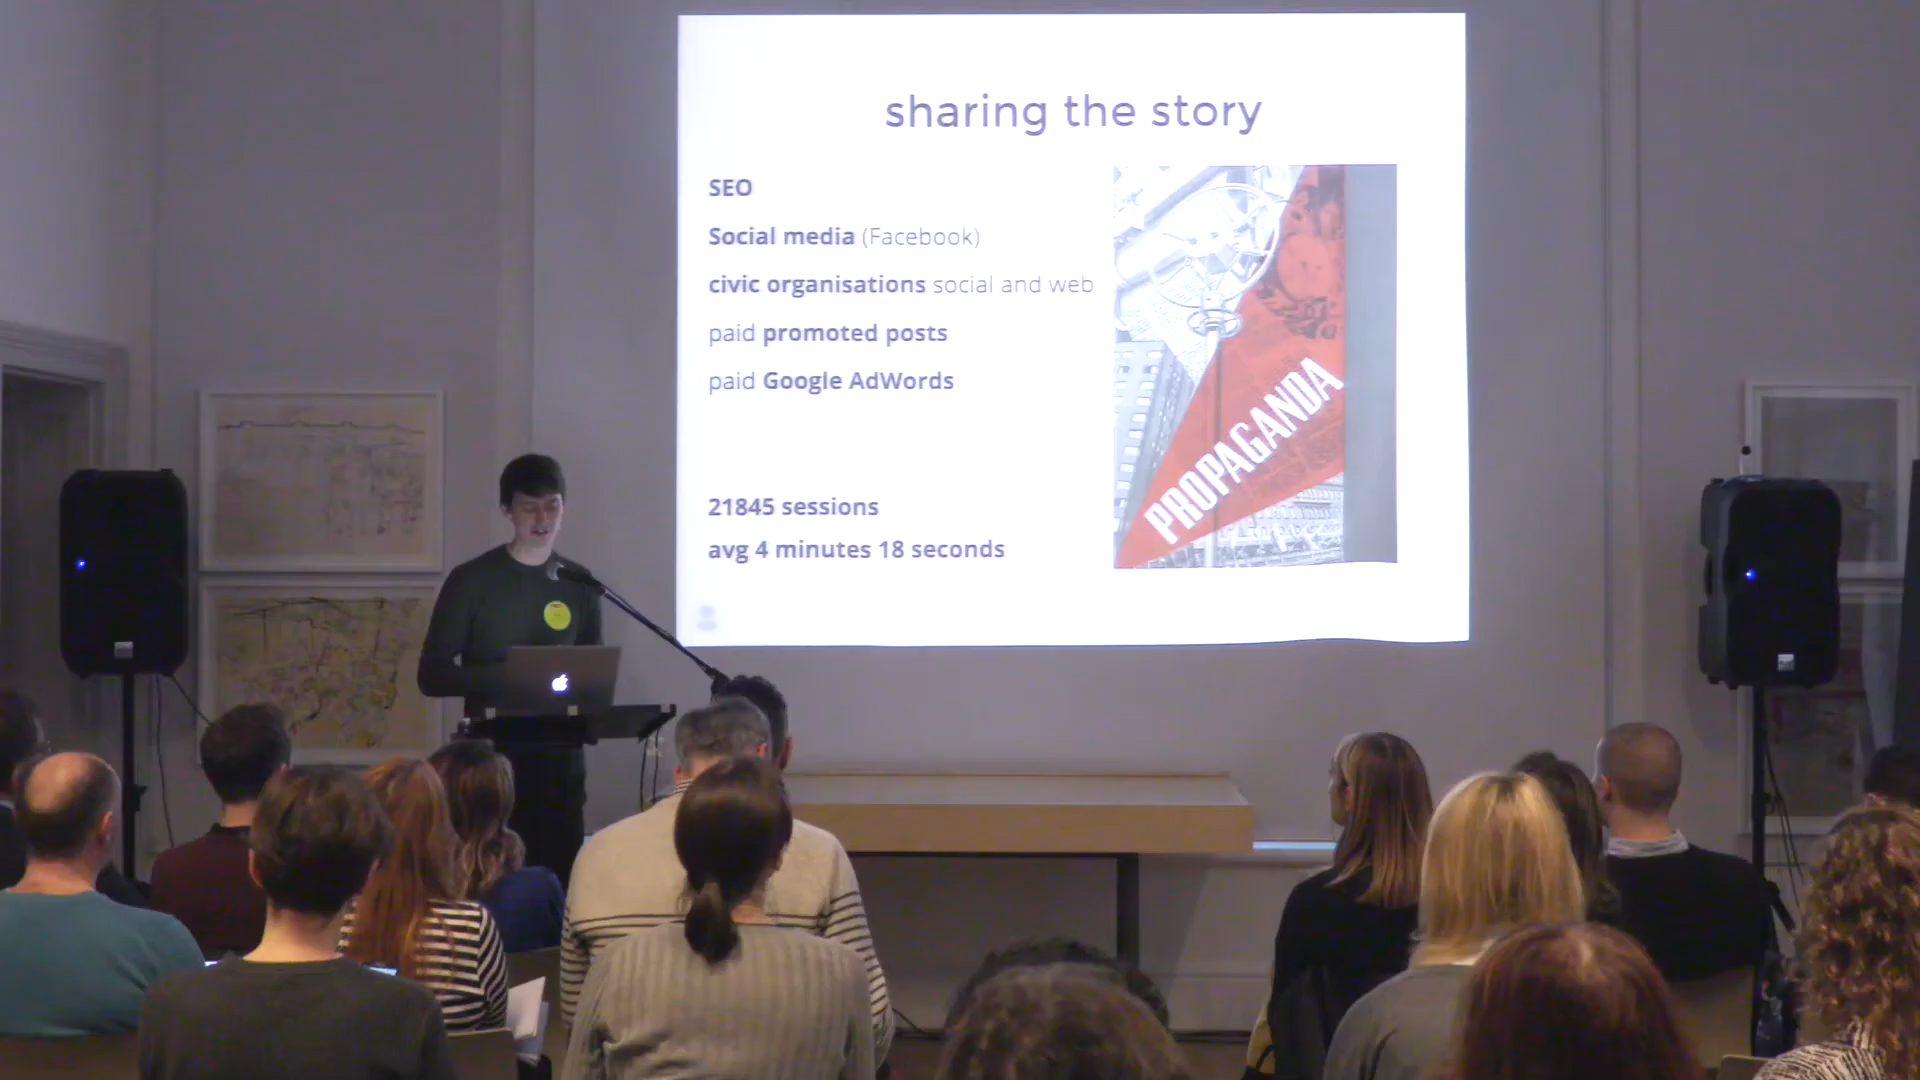 sharing the story
SEO
Social media (Facebook)
civic organisations social and web
paid promoted posts
paid Google AdWords
21845 sessions
avg 4 minutes 18 seconds
PROPAGANDA